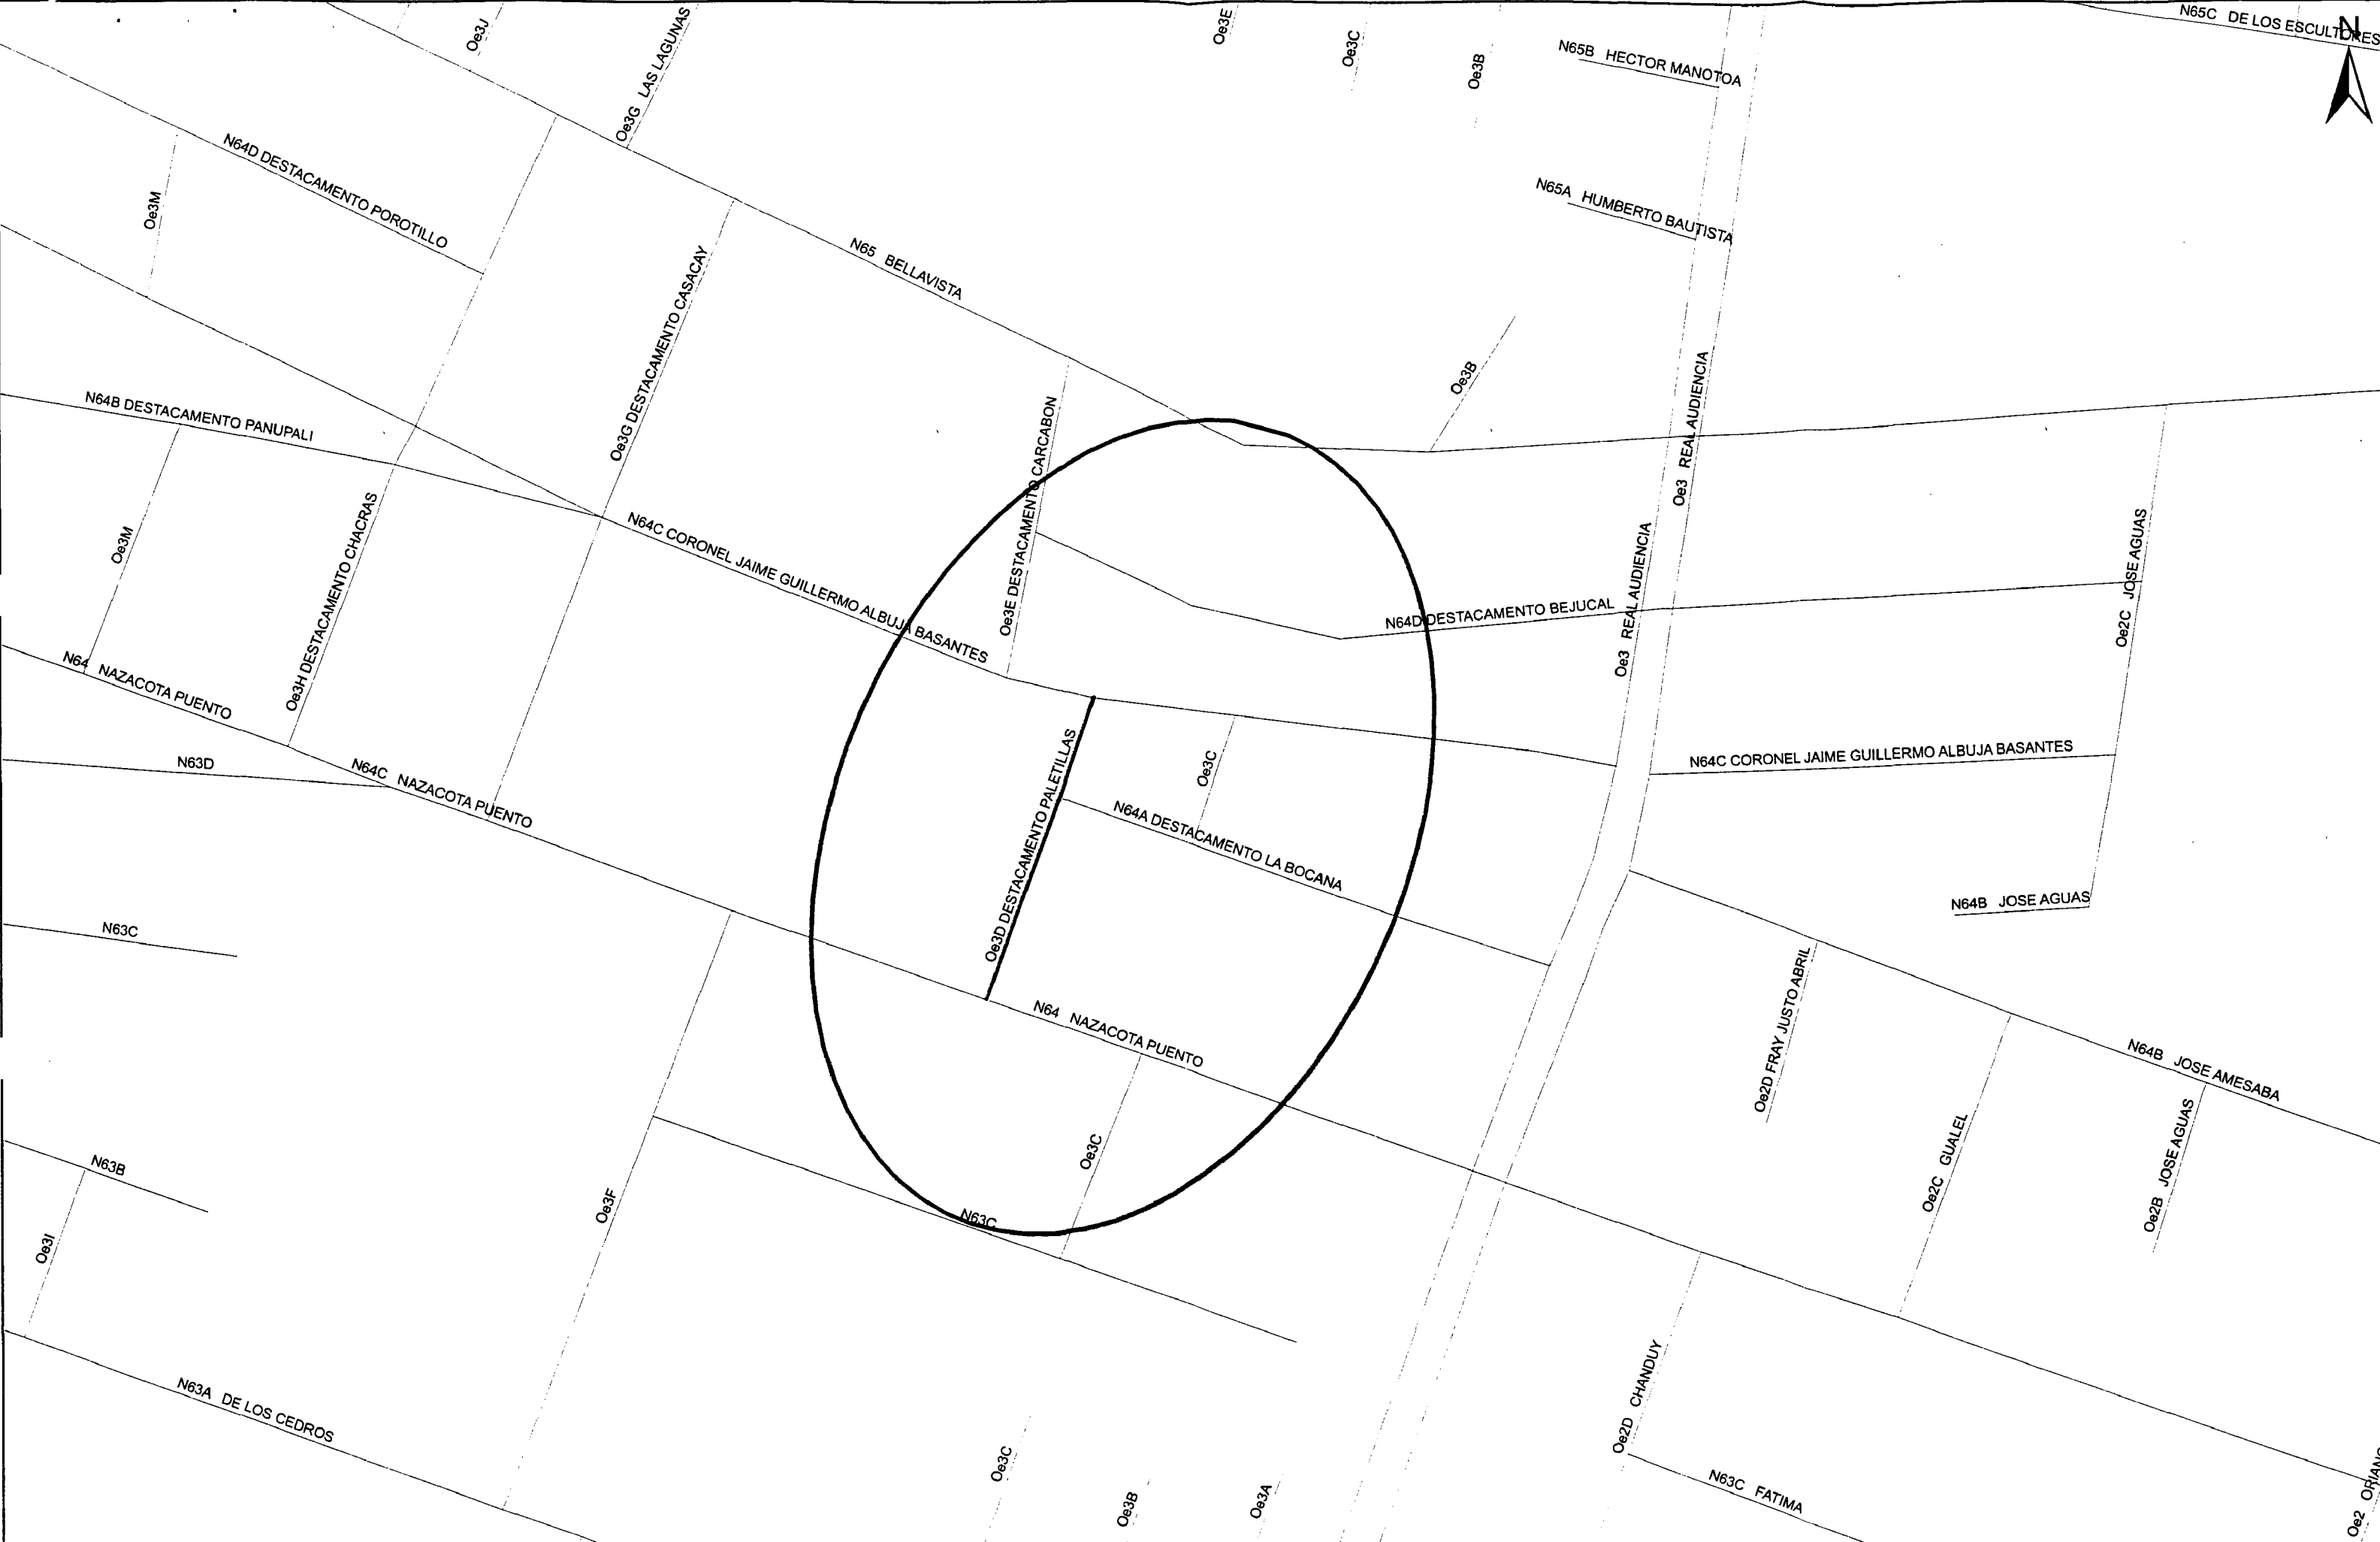 N65C DE LOS ESCULTORES
N
Oe3J
Oe3G LAS LAGUNAS
Oe3E
Oe3C
Oe3B
N65B HECTOR MANOTOA
N64D DESTACAMENTO POROTILLO
Oe3M
N65A HUMBERTO BAUTISTA
N65 BELLAVISTA
Oe3G DESTACAMENTO CASACAY
Oe3B
Oe3 REAL AUDIENCIA
N64B DESTACAMENTO PANUPALI
Oe3E DESTACAMENTO CARCABON
Oe3M
Oe3H DESTACAMENTO CHACRAS
N64C CORONEL JAIME GUILLERMO ALBUJA BASANTES
Oe3 REAL AUDIENCIA
N64D DESTACAMENTO BEJUCAL
Oe2C JOSE AGUAS
N64 NAZACOTA PUENTO
N63D
N64C NAZACOTA PUENTO
Oe3D DESTACAMENTO PALETILLAS
Oe3C
N64A DESTACAMENTO LA BOCANA
N64C CORONEL JAIME GUILLERMO ALBUJA BASANTES
N64B JOSE AGUAS
N63C
N64 NAZACOTA PUENTO
Oe2D FRAY JUSTO ABRIL
N64B JOSE AMESABA
Oe3C
Oe2C GUALEL
Oe2B JOSE AGUAS
N63B
Oe3I
Oe3F
N63C
N63A DE LOS CEDROS
Oe2D CHANDUY
Oe3C
Oe3B
Oe3A
N63C FATIMA
Oe2